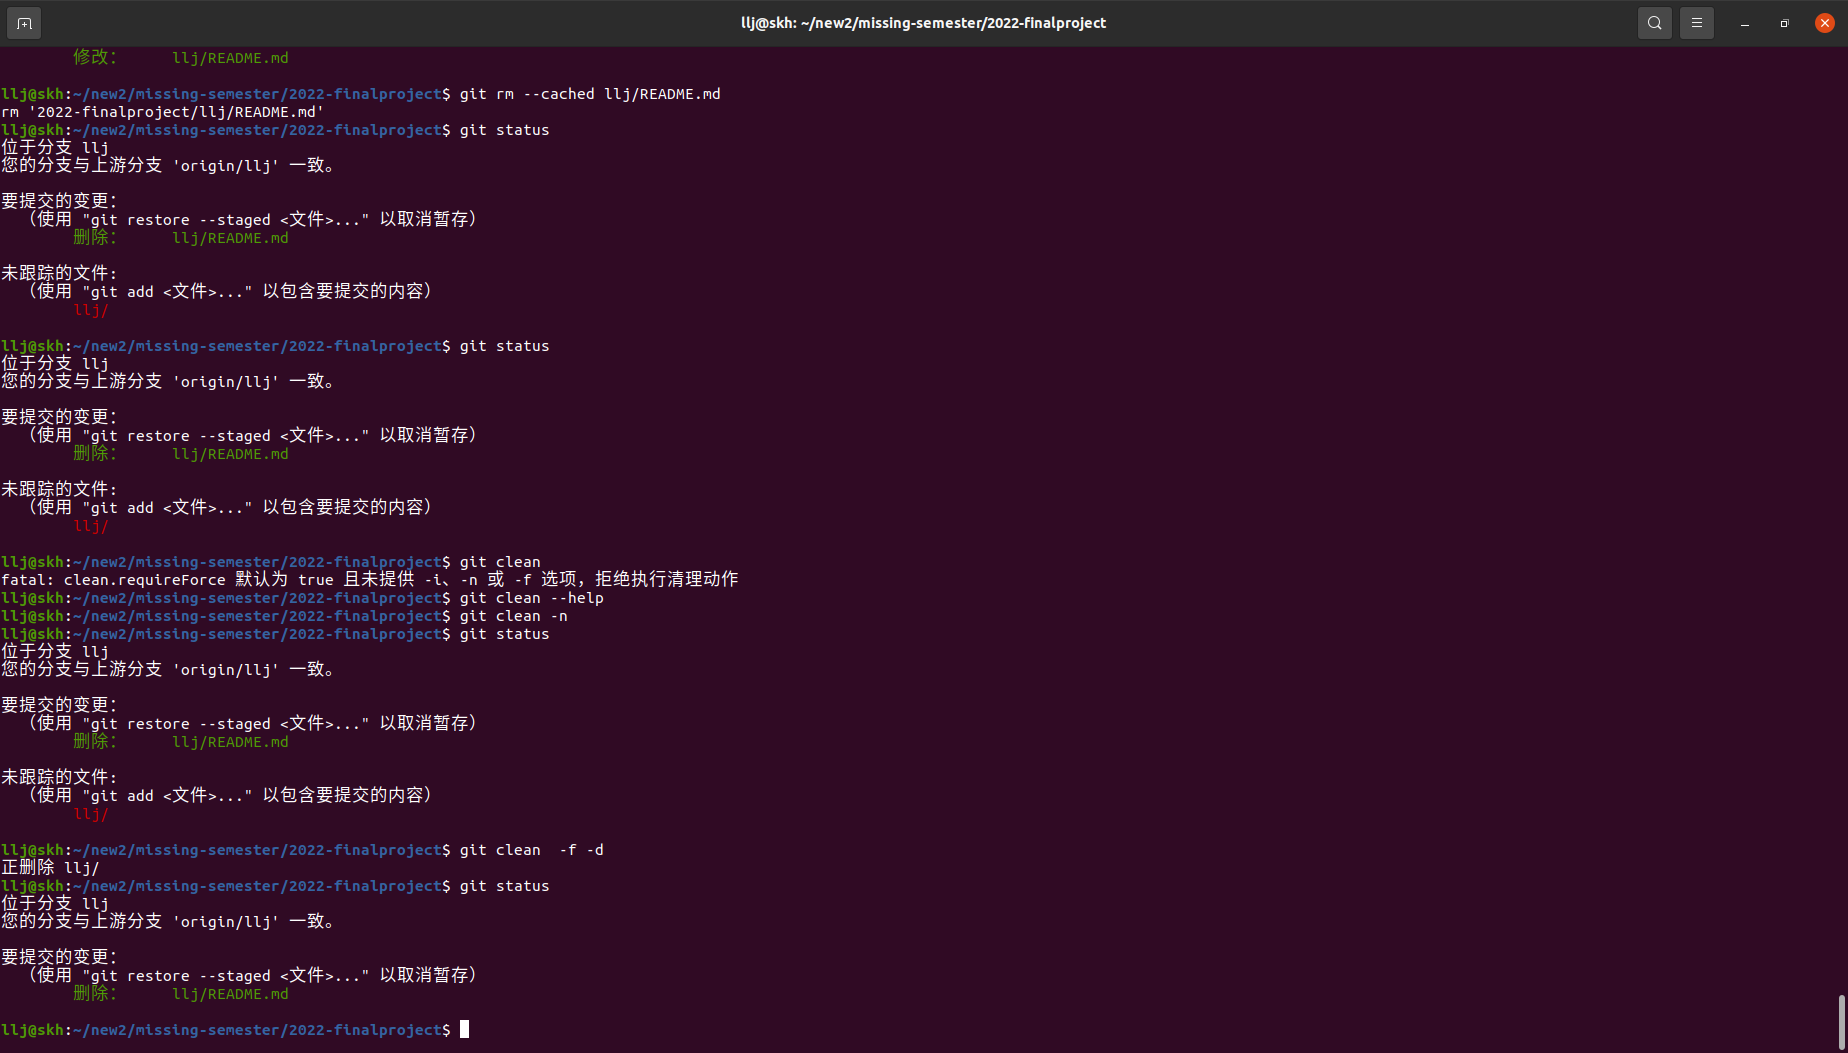 llj@skh: ~/new2/missing-semester/2022-finalproject
修改：     llj/README.md
llj@skh:~/new2/missing-semester/2022-finalproject$ git rm --cached llj/README.md
rm '2022-finalproject/llj/README.md'
llj@skh:~/new2/missing-semester/2022-finalproject$ git status
位于分支 llj
您的分支与上游分支 'origin/llj' 一致。
要提交的变更：
（使用 "git restore --staged <文件>..." 以取消暂存）
删除：     llj/README.md
未跟踪的文件:
（使用 "git add <文件>..." 以包含要提交的内容）
llj/
llj@skh:~/new2/missing-semester/2022-finalproject$ git status
位于分支 llj
您的分支与上游分支 'origin/llj' 一致。
要提交的变更：
（使用 "git restore --staged <文件>..." 以取消暂存）
删除：     llj/README.md
未跟踪的文件:
（使用 "git add <文件>..." 以包含要提交的内容）
llj/
llj@skh:~/new2/missing-semester/2022-finalproject$ git clean
fatal: clean.requireForce 默认为 true 且未提供 -i、-n 或 -f 选项，拒绝执行清理动作
llj@skh:~/new2/missing-semester/2022-finalproject$ git clean --help
llj@skh:~/new2/missing-semester/2022-finalproject$ git clean -n
llj@skh:~/new2/missing-semester/2022-finalproject$ git status
位于分支 llj
您的分支与上游分支 'origin/llj' 一致。
要提交的变更：
（使用 "git restore --staged <文件>..." 以取消暂存）
删除：     llj/README.md
未跟踪的文件:
（使用 "git add <文件>..." 以包含要提交的内容）
llj/
llj@skh:~/new2/missing-semester/2022-finalproject$ git clean  -f -d
正删除 llj/
llj@skh:~/new2/missing-semester/2022-finalproject$ git status
位于分支 llj
您的分支与上游分支 'origin/llj' 一致。
要提交的变更：
（使用 "git restore --staged <文件>..." 以取消暂存）
删除：     llj/README.md
llj@skh:~/new2/missing-semester/2022-finalproject$